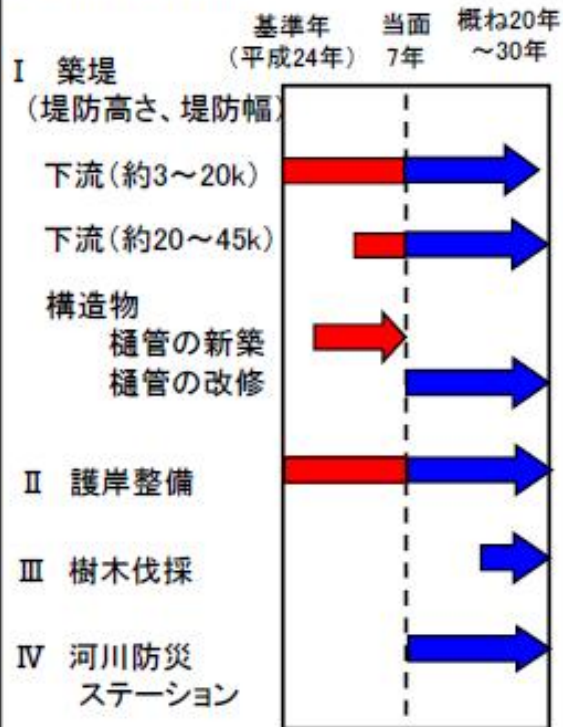 基準年
(平成24年)
当面
7年
概ね20年
~30年
I 築堤
(堤防高さ、堤防幅)
下流(約3~20k)
下流(約20~45k)
構造物
樋管の新築
樋管の改修
II 護岸整備
III 樹木伐採
IV 河川防災
ステーション